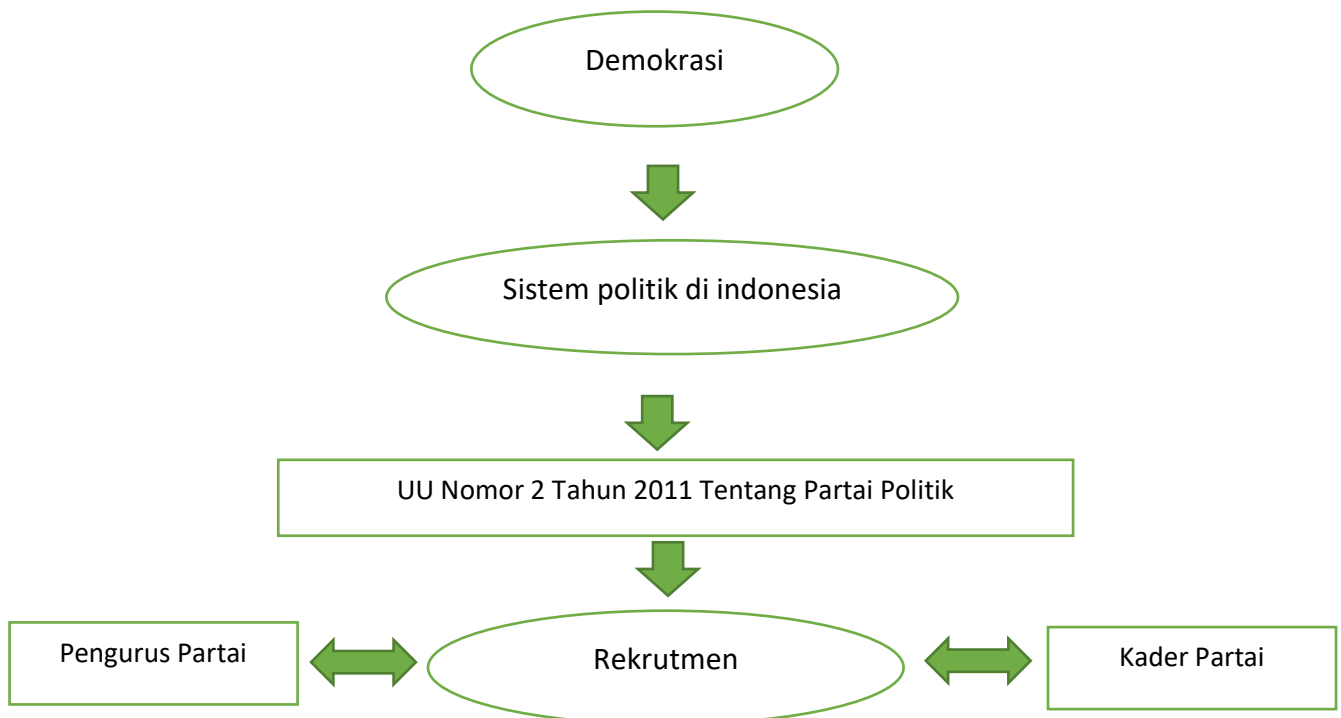 Demokrasi
Sistem politik di indonesia
UU Nomor 2 Tahun 2011 Tentang Partai Politik
Pengurus Partai
Rekrutmen
Kader Partai